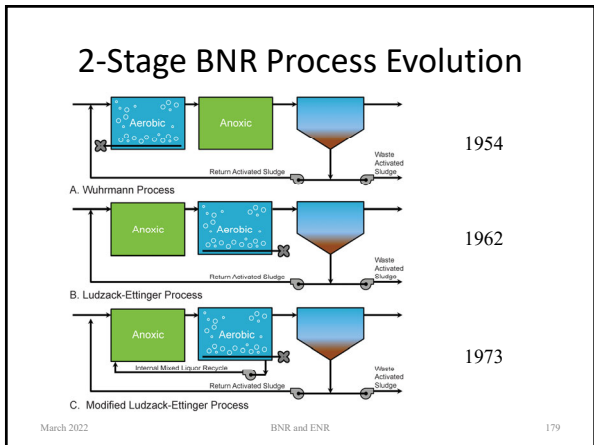 2-Stage BNR Process Evolution
Aerobic
Anoxic
1954
Waste
Activated
Sludge
Return Activated Sludge
A. Wuhrmann Process
Anoxic
Aerobic
1962
Waste
Activated
Sludge
Return Activated Sludge
B. Ludzack-Ettinger Process
Anoxic
Aerobic
1973
Internal Mixed Liquor Recycle
Waste
Activated
Sludge
Return Activated Sludge
C. Modified Ludzack-Ettinger Process
March 2022
BNR and ENR
179